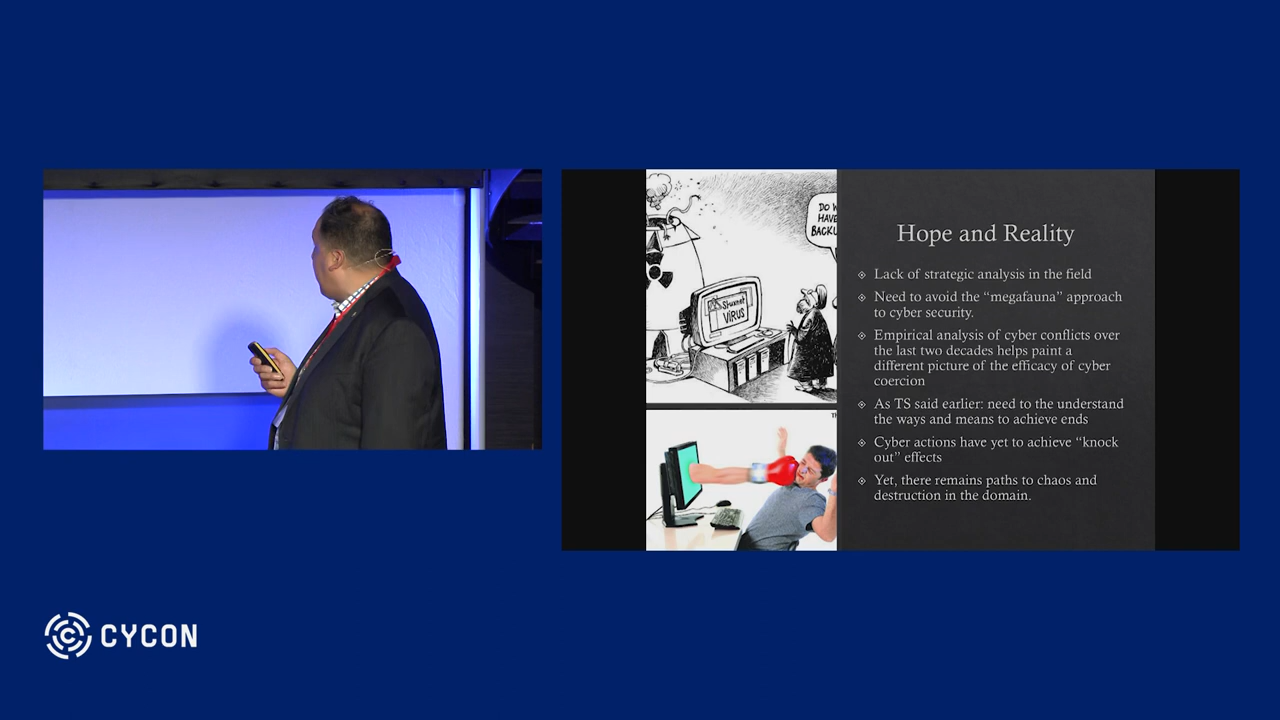 DO W
HAVE
BACKU
Stuxnet
VIRUS
TH
Hope and Reality
Lack of strategic analysis in the field
Need to avoid the “megafauna” approach
to cyber security.
Empirical analysis of cyber conflicts over
the last two decades helps paint a
different picture of the efficacy of cyber
coercion
As TS said earlier: need to the understand
the ways and means to achieve ends
Cyber actions have yet to achieve “knock
out” effects
Yet, there remains paths to chaos and
destruction in the domain.
CYCON